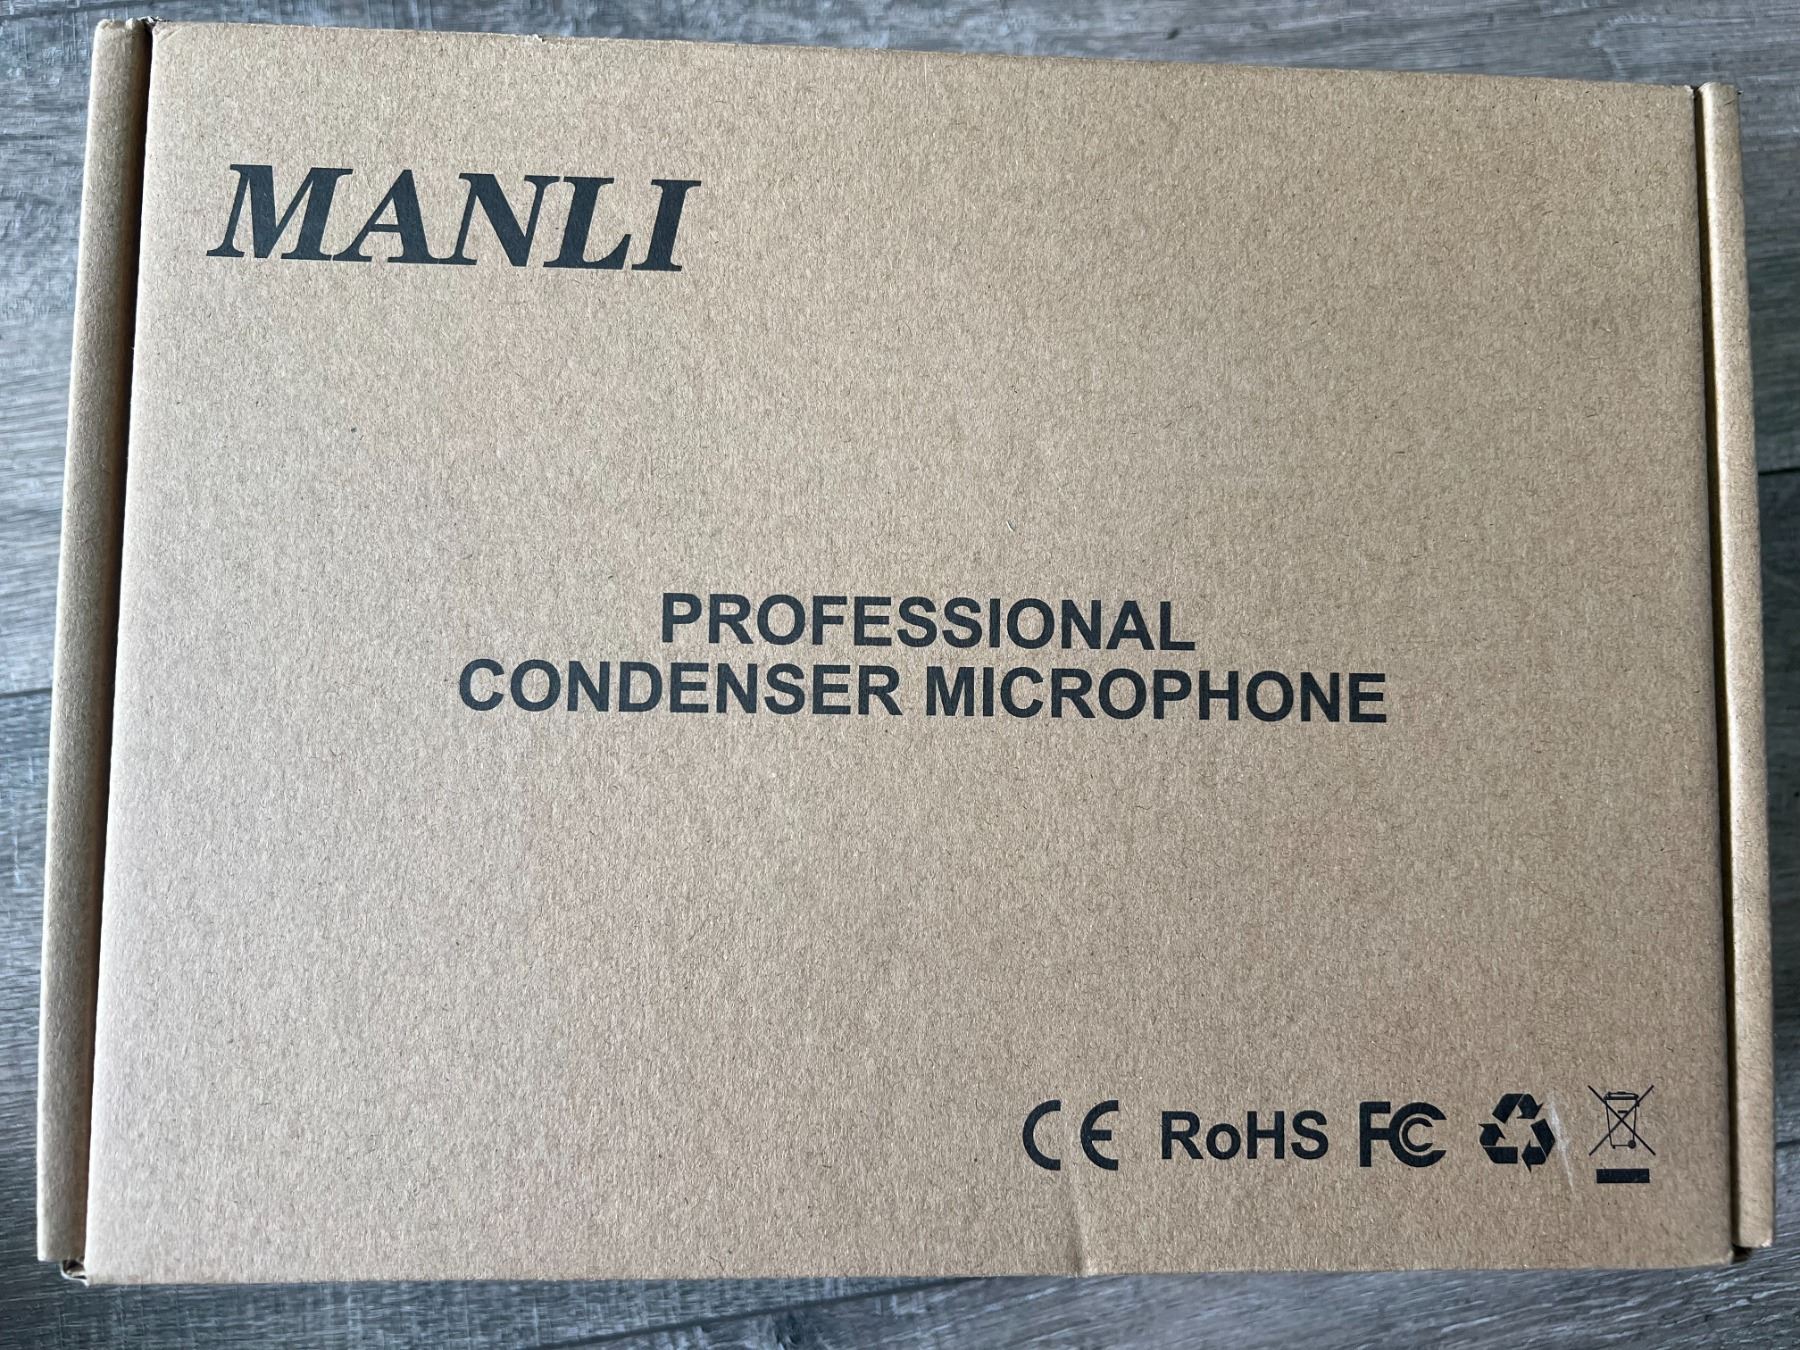 MANLI
PROFESSIONAL
CONDENSER MICROPHONE
CE RoHS FC